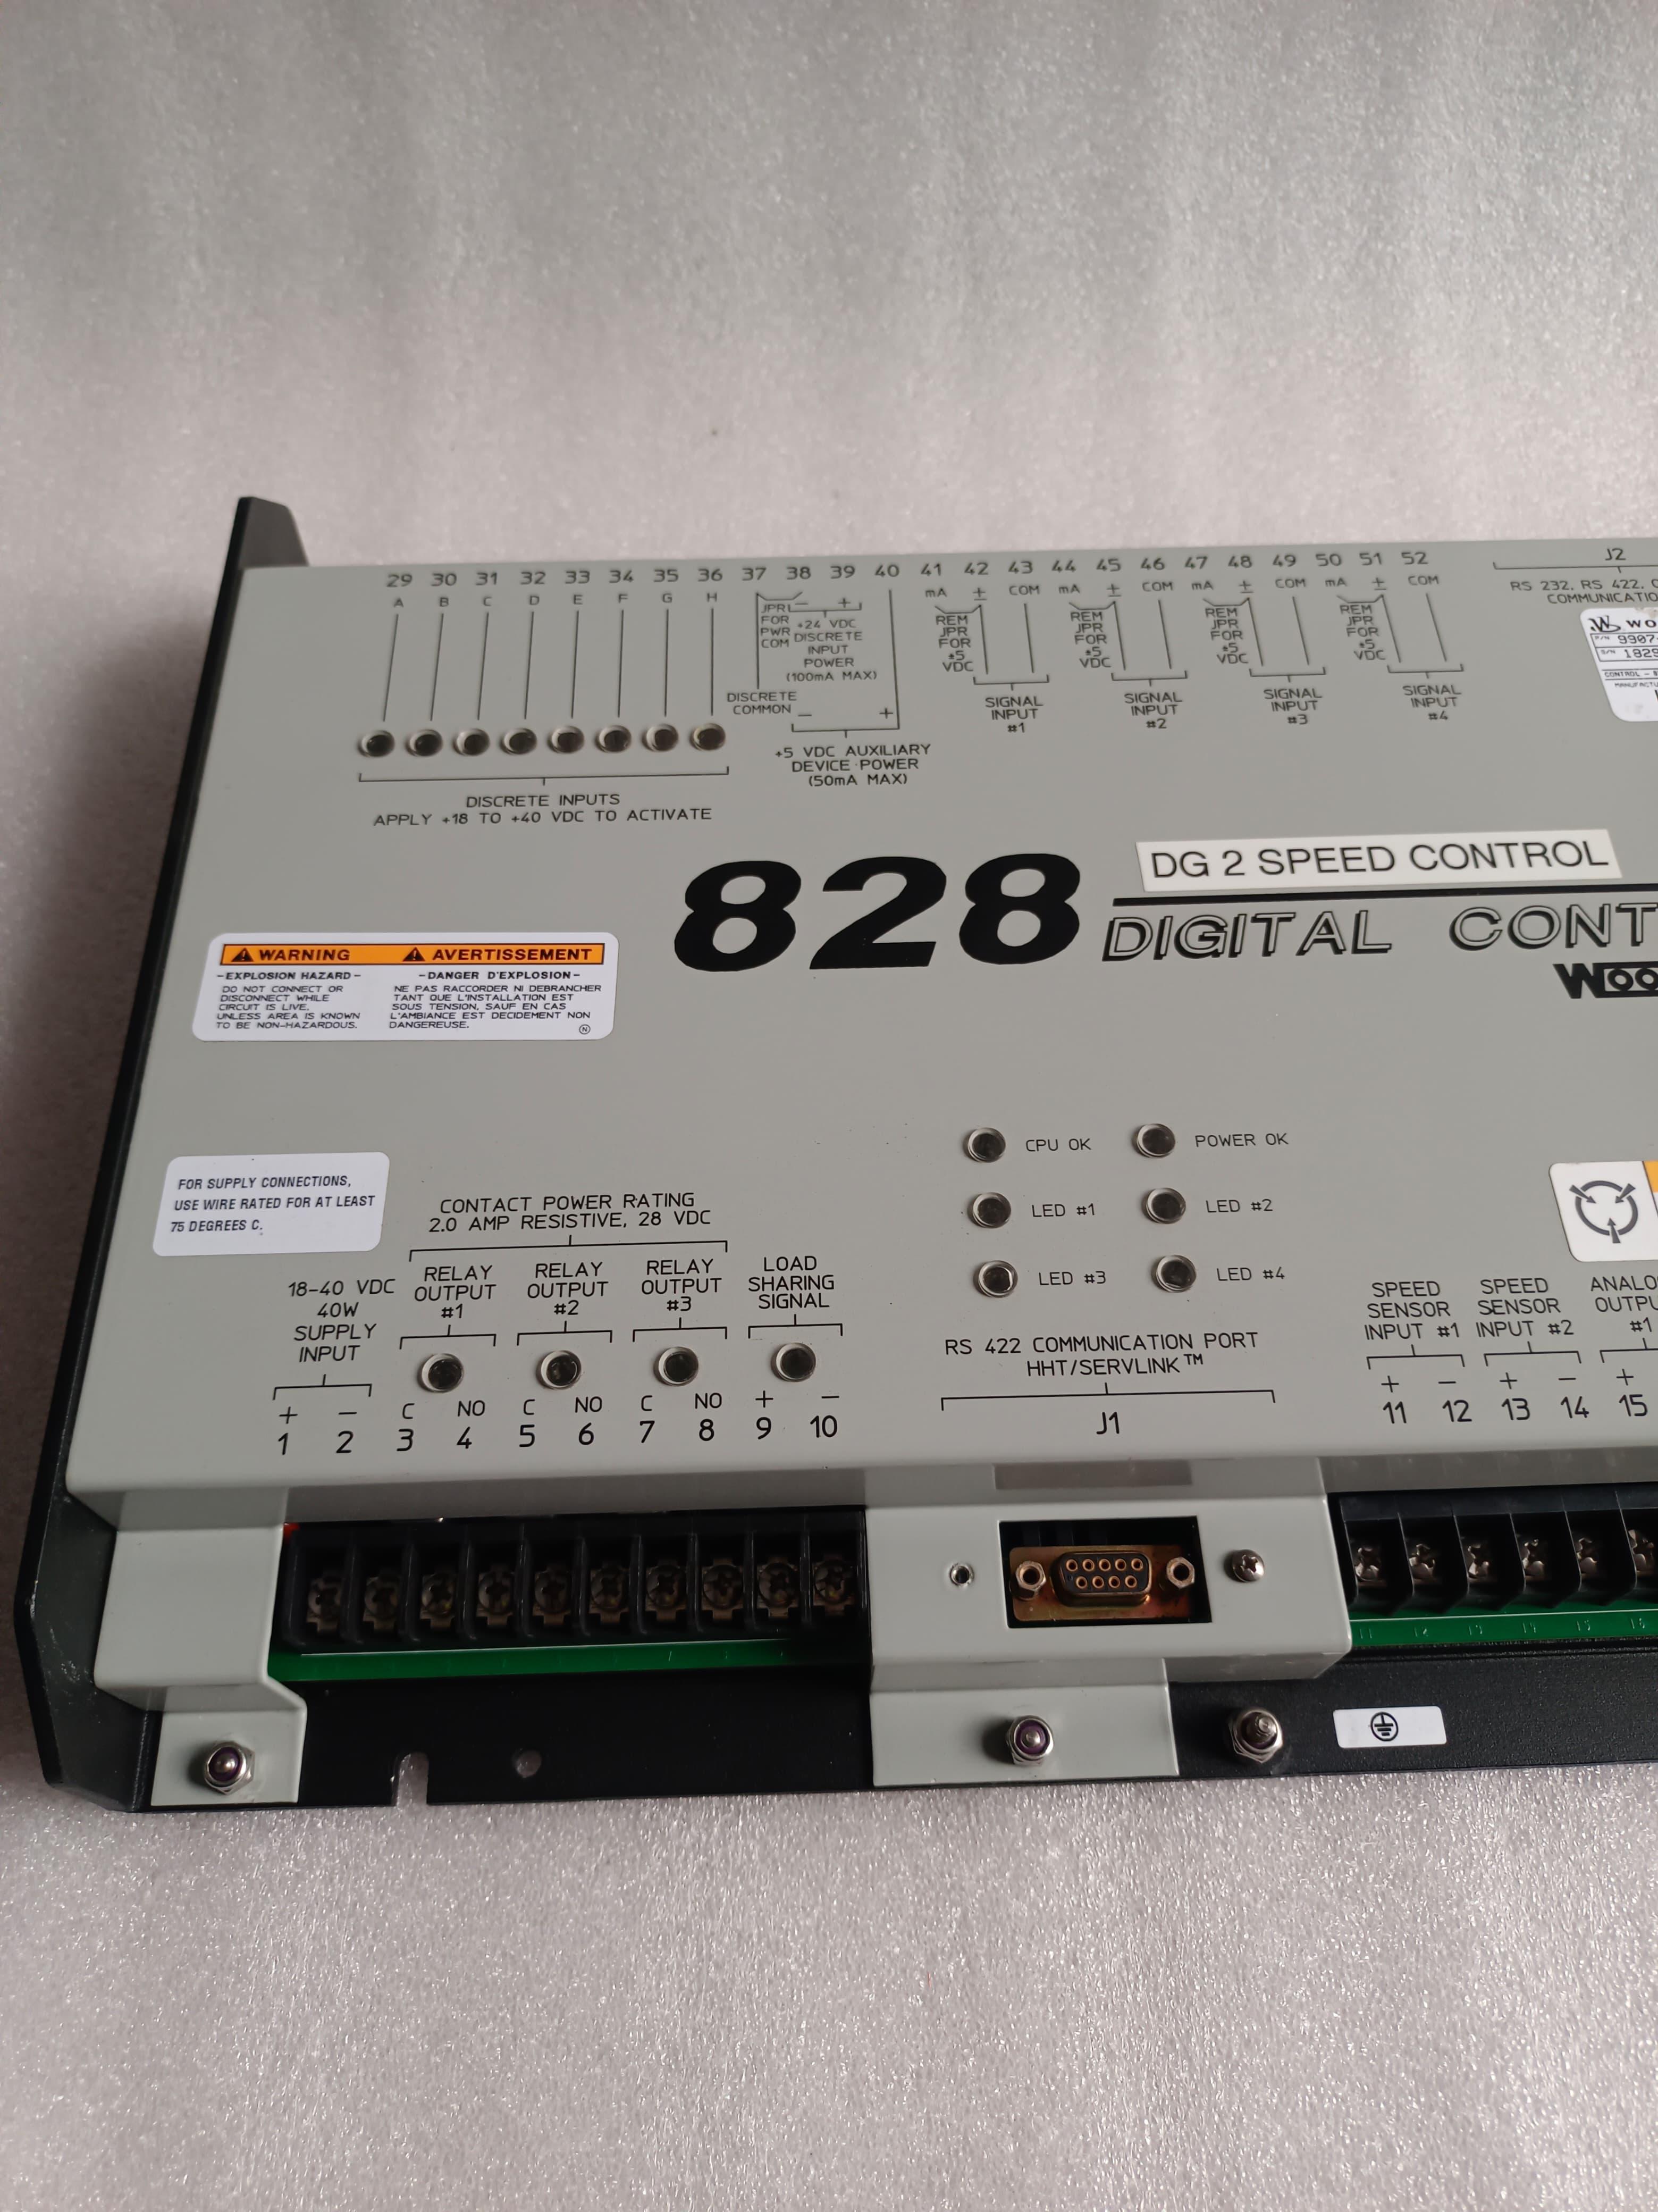 29 30 31 32 33 34 35 36 37 38 39 40 41 42 43 44 45 46 47 48 49 50 51 52
A B C D E F G H
mA ± COM mA ± COM mA ± COM mA ± COM
JPR
FOR
PWR
COM
- +
+24 VDC
DISCRETE
INPUT
POWER
(100mA MAX)
DISCRETE
COMMON
- +
+5 VDC AUXILIARY
DEVICE POWER
(50mA MAX)
REM
JPR
FOR
±5
VDC
SIGNAL
INPUT
#1
REM
JPR
FOR
±5
VDC
SIGNAL
INPUT
#2
REM
JPR
FOR
±5
VDC
SIGNAL
INPUT
#3
REM
JPR
FOR
±5
VDC
SIGNAL
INPUT
#4
J2
RS 232, RS 422,
P/N 9907
S/N 1829
DISCRETE INPUTS
APPLY +18 TO +40 VDC TO ACTIVATE
DG 2 SPEED CONTROL
828
DIGITAL CONT
WOO
WARNING
-EXPLOSION HAZARD-
DO NOT CONNECT OR
DISCONNECT WHILE
CIRCUIT IS LIVE.
UNLESS AREA IS KNOWN
TO BE NON-HAZARDOUS.
AVERTISSEMENT
-DANGER D'EXPLOSION-
NE PAS RACCORDER NI DEBRANCHER
TANT QUE L'INSTALLATION EST
SOUS TENSION, SAUF EN CAS
L'AMBIANCE EST DECIDEMENT NON
DANGEREUSE.
N
CPU OK POWER OK
LED #1 LED #2
LED #3 LED #4
FOR SUPPLY CONNECTIONS,
USE WIRE RATED FOR AT LEAST
75 DEGREES C.
CONTACT POWER RATING
2.0 AMP RESISTIVE, 28 VDC
18-40 VDC
40W
SUPPLY
INPUT
RELAY
OUTPUT
#1
RELAY
OUTPUT
#2
RELAY
OUTPUT
#3
LOAD
SHARING
SIGNAL
RS 422 COMMUNICATION PORT
HHT/SERVLINK™
J1
SPEED
SENSOR
INPUT #1
SPEED
SENSOR
INPUT #2
#1
+ - C NO C NO C NO + -
1 2 3 4 5 6 7 8 9 10
+ - + - +
11 12 13 14 15